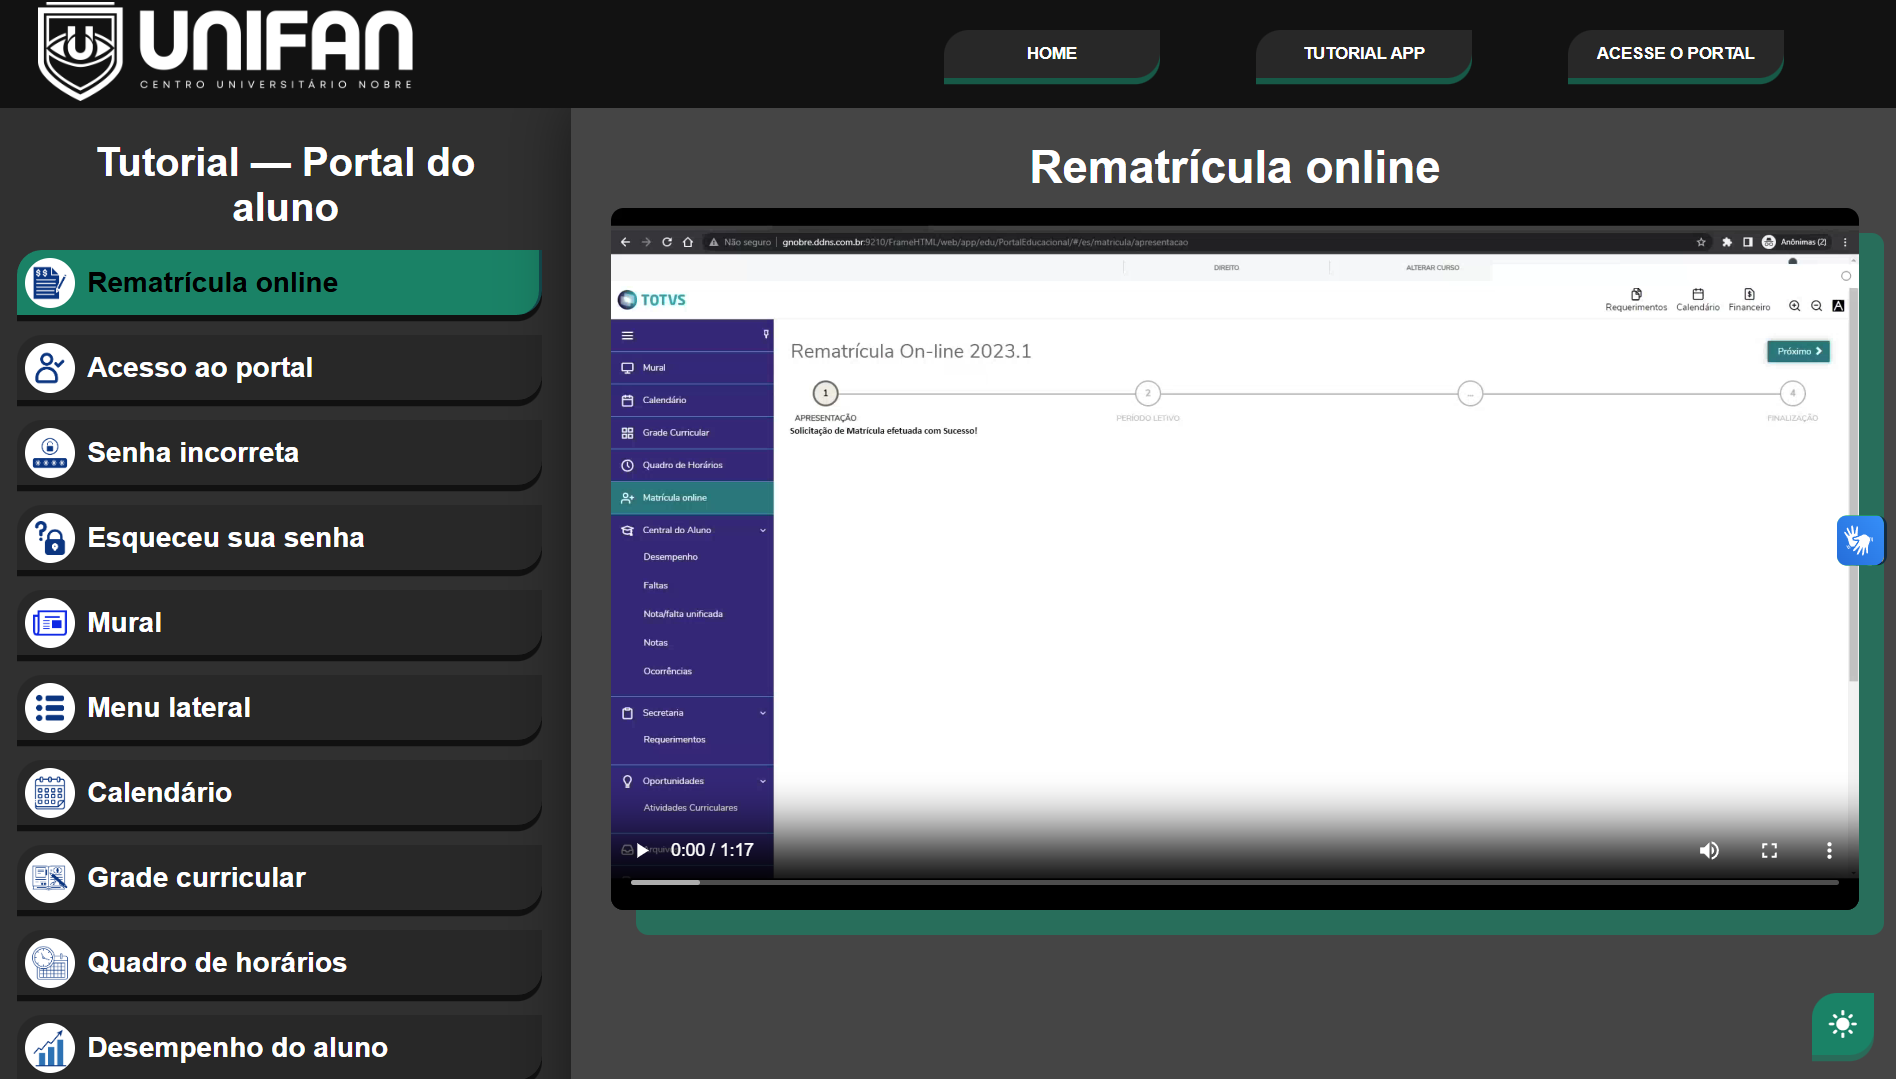 UNIFAN
CENTRO UNIVERSITÁRIO NOBRE
HOME
TUTORIAL APP
ACESSE O PORTAL
Tutorial — Portal do
aluno
Rematrícula online
Acesso ao portal
Senha incorreta
Esqueceu sua senha
Mural
Menu lateral
Calendário
Grade curricular
Quadro de horários
Desempenho do aluno
Rematrícula online
Não seguro | gnobre.ddns.com.br:9210/FrameHTML/web/app/edu/PortalEducacional/#/es/matricula/apresentacao
Anônimas (2)
DIREITO
ALTERAR CURSO
TOTVS
Requerimentos
Calendário
Financeiro
A
Mural
Calendário
Grade Curricular
Quadro de Horários
Matrícula online
Central do Aluno
Desempenho
Faltas
Nota/falta unificada
Notas
Ocorrências
Secretaria
Requerimentos
Oportunidades
Atividades Curriculares
Rematrícula On-line 2023.1
Próximo
1
2
...
4
APRESENTAÇÃO
PERÍODO LETIVO
FINALIZAÇÃO
Solicitação de Matrícula efetuada com Sucesso!
0:00 / 1:17